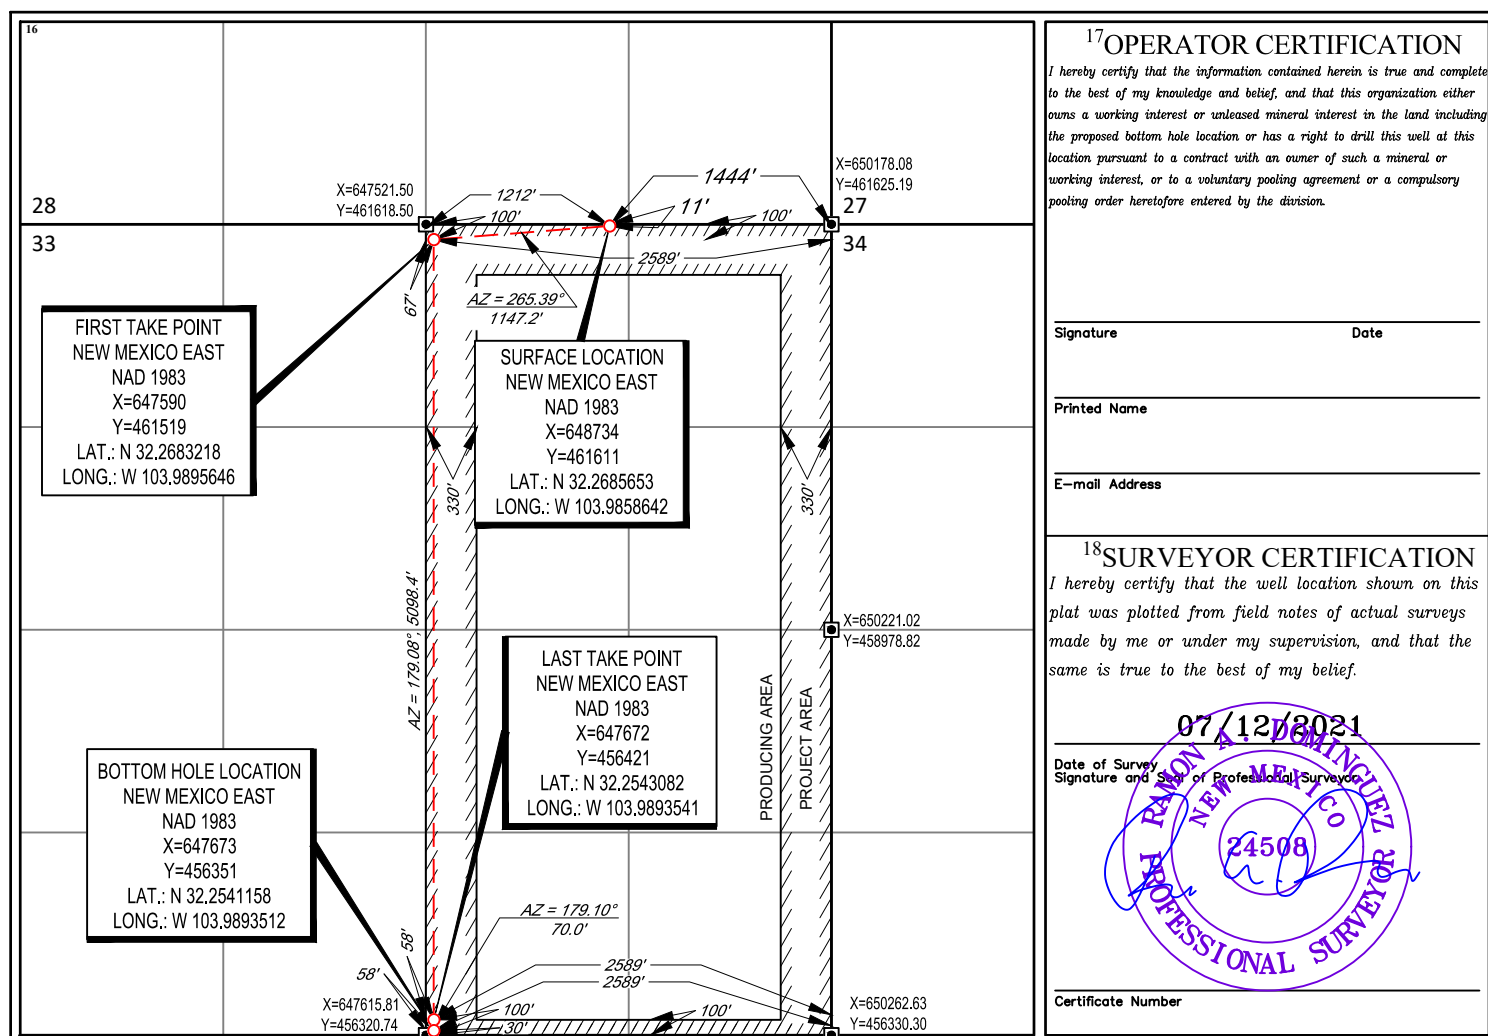 16
28
27
33
34
X=647521.50
Y=461618.50
1212'
100'
1444'
11'
100'
X=650178.08
Y=461625.19
2589'
67'
AZ = 265.39°
1147.2'
FIRST TAKE POINT
NEW MEXICO EAST
NAD 1983
X=647590
Y=461519
LAT.: N 32.2683218
LONG.: W 103.9895646
SURFACE LOCATION
NEW MEXICO EAST
NAD 1983
X=648734
Y=461611
LAT.: N 32.2685653
LONG.: W 103.9858642
330'
330'
AZ = 179.08°, 5098.4'
X=650221.02
Y=458978.82
LAST TAKE POINT
NEW MEXICO EAST
NAD 1983
X=647672
Y=456421
LAT.: N 32.2543082
LONG.: W 103.9893541
PRODUCING AREA
PROJECT AREA
BOTTOM HOLE LOCATION
NEW MEXICO EAST
NAD 1983
X=647673
Y=456351
LAT.: N 32.2541158
LONG.: W 103.9893512
AZ = 179.10°
70.0'
58'
58'
2589'
2589'
X=647615.81
Y=456320.74
100'
30'
100'
X=650262.63
Y=456330.30
17OPERATOR CERTIFICATION
I hereby certify that the information contained herein is true and complete
to the best of my knowledge and belief, and that this organization either
owns a working interest or unleased mineral interest in the land including
the proposed bottom hole location or has a right to drill this well at this
location pursuant to a contract with an owner of such a mineral or
working interest, or to a voluntary pooling agreement or a compulsory
pooling order heretofore entered by the division.
Signature Date
Printed Name
E-mail Address
18SURVEYOR CERTIFICATION
I hereby certify that the well location shown on this
plat was plotted from field notes of actual surveys
made by me or under my supervision, and that the
same is true to the best of my belief.
07/12/2021
Date of Survey
Signature and Seal of Professional Surveyor
RAMON A. DOMINGUEZ
NEW MEXICO
24508
PROFESSIONAL SURVEYOR
Certificate Number